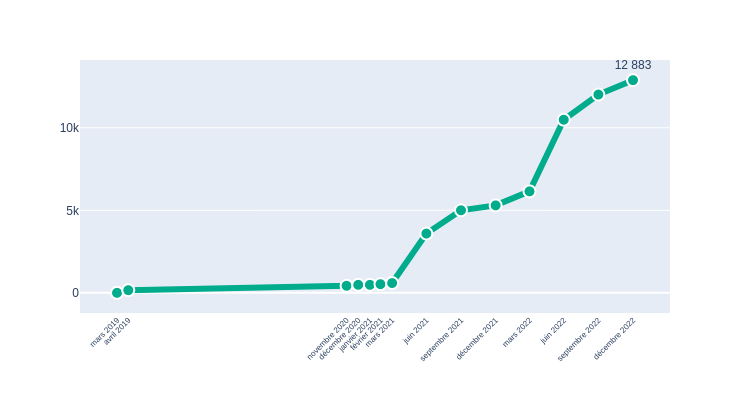 12 883
10k
5k
0
mars 2019
avril 2019
novembre 2020
décembre 2020
janvier 2021
février 2021
mars 2021
juin 2021
septembre 2021
décembre 2021
mars 2022
juin 2022
septembre 2022
décembre 2022